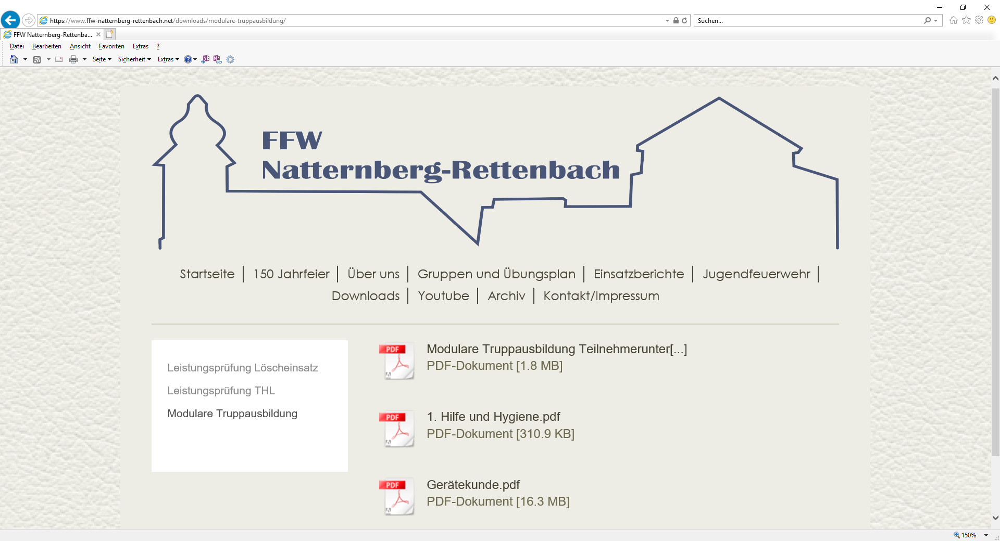 https://www.ffw-natternberg-rettenbach.net/downloads/modulare-truppausbildung/
Suchen...
FFW Natternberg-Rettenba...
Datei Bearbeiten Ansicht Favoriten Extras ?
Seite Sicherheit Extras
FFW
Natternberg-Rettenbach
Startseite 150 Jahrfeier Über uns Gruppen und Übungsplan Einsatzberichte Jugendfeuerwehr
Downloads Youtube Archiv Kontakt/Impressum
Leistungsprüfung Löscheinsatz
Leistungsprüfung THL
Modulare Truppausbildung
PDF
Modulare Truppausbildung Teilnehmerunter[...]
PDF-Dokument [1.8 MB]
PDF
1. Hilfe und Hygiene.pdf
PDF-Dokument [310.9 KB]
PDF
Gerätekunde.pdf
PDF-Dokument [16.3 MB]
150%